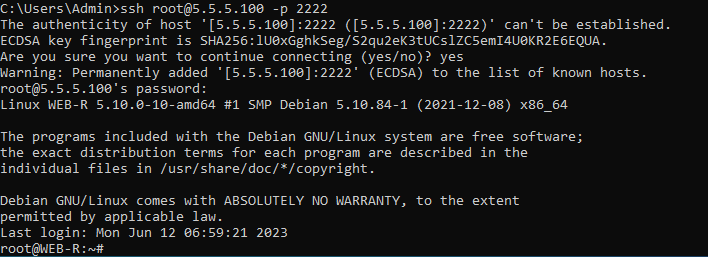 C:\Users\Admin>ssh root@5.5.5.100 -p 2222
The authenticity of host '[5.5.5.100]:2222 ([5.5.5.100]:2222)' can't be established.
ECDSA key fingerprint is SHA256:lU0xGghkSeg/S2qu2eK3tUCslZC5emI4U0KR2E6EQUA.
Are you sure you want to continue connecting (yes/no)? yes
Warning: Permanently added '[5.5.5.100]:2222' (ECDSA) to the list of known hosts.
root@5.5.5.100's password:
Linux WEB-R 5.10.0-10-amd64 #1 SMP Debian 5.10.84-1 (2021-12-08) x86_64
The programs included with the Debian GNU/Linux system are free software;
the exact distribution terms for each program are described in the
individual files in /usr/share/doc/*/copyright.
Debian GNU/Linux comes with ABSOLUTELY NO WARRANTY, to the extent
permitted by applicable law.
Last login: Mon Jun 12 06:59:21 2023
root@WEB-R:~#